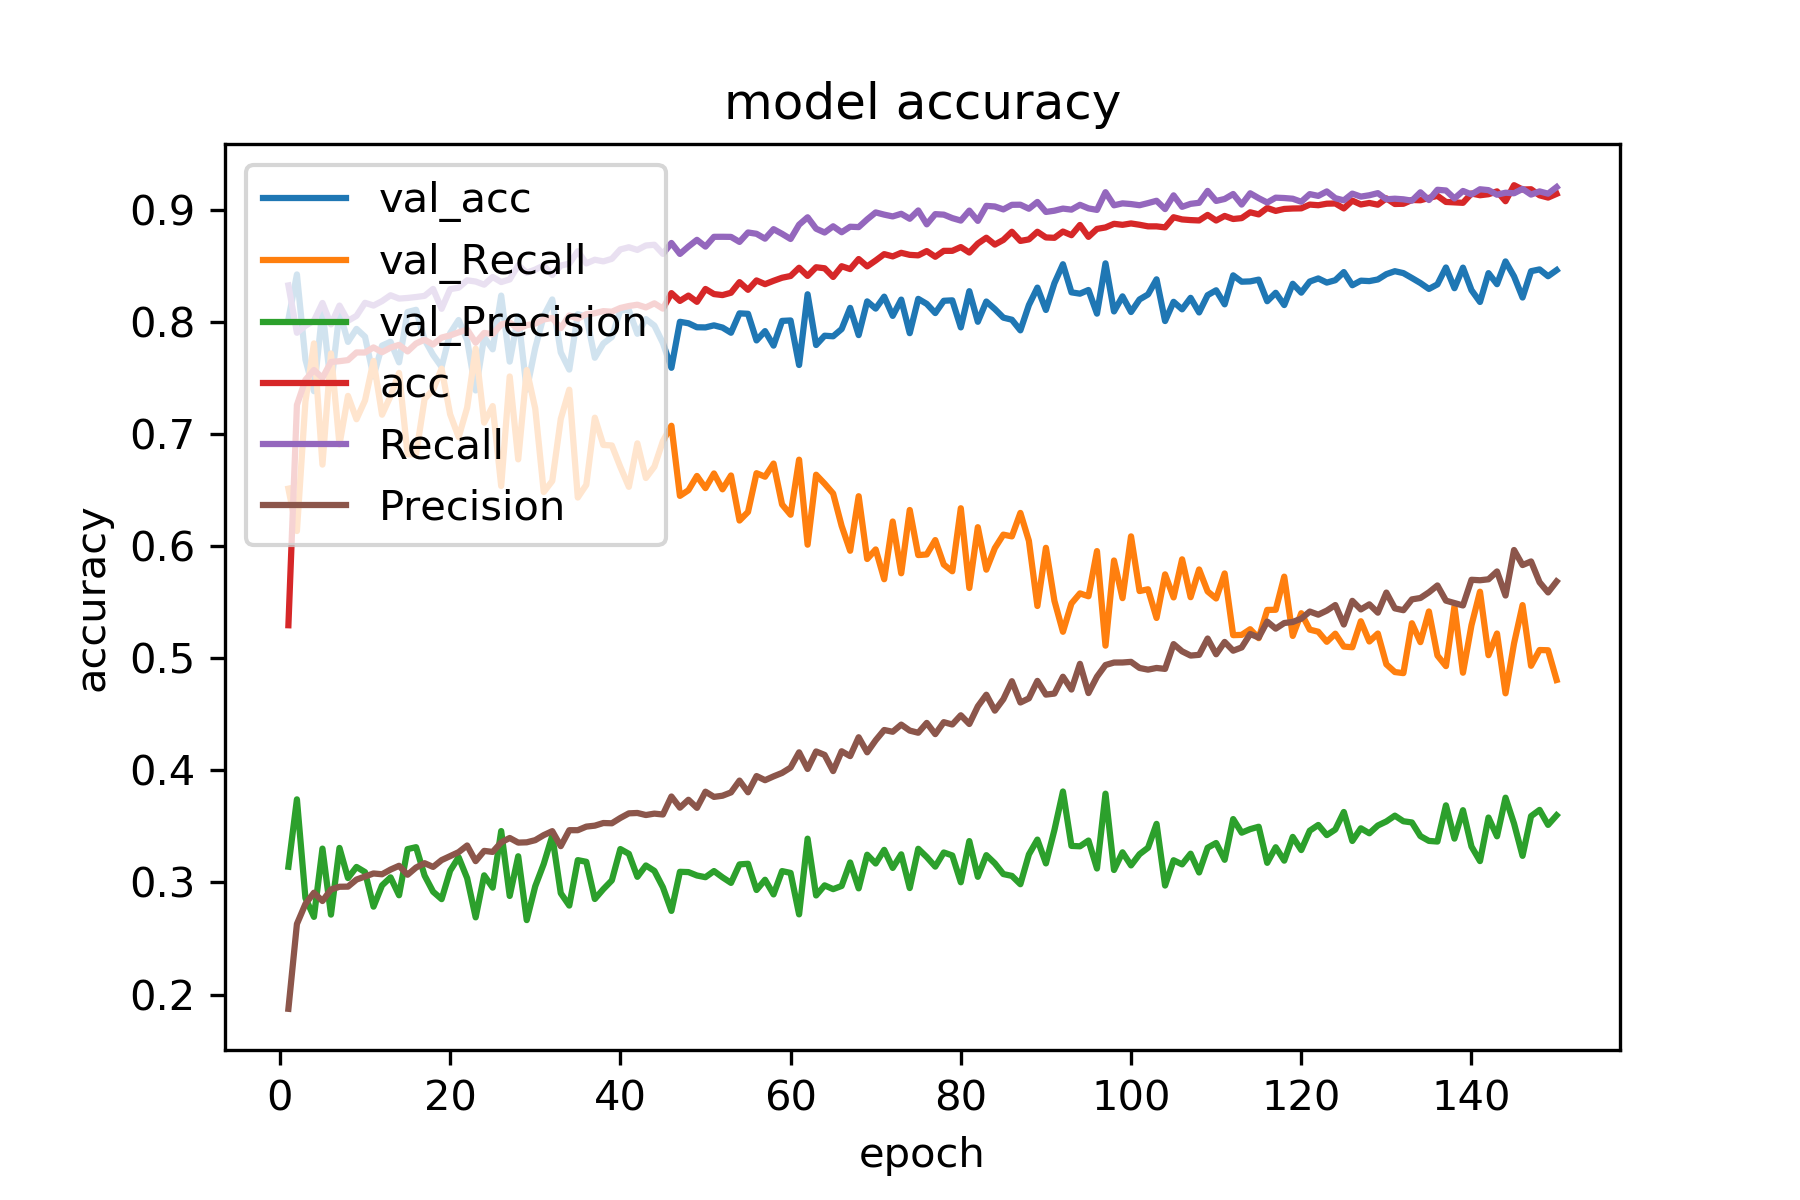 model accuracy
val_acc
val_Recall
val_Precision
acc
Recall
Precision
accuracy
0.9
0.8
0.7
0.6
0.5
0.4
0.3
0.2
0 20 40 60 80 100 120 140
epoch